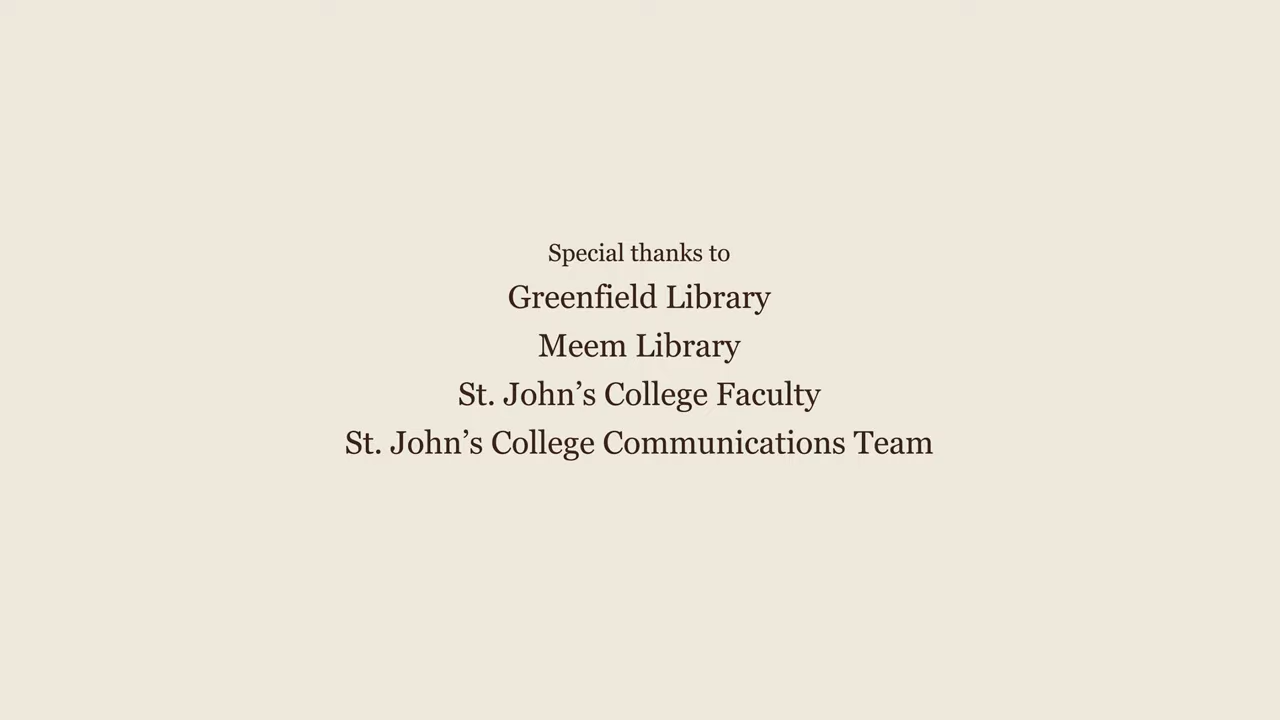 Special thanks to
Greenfield Library
Meem Library
St. John’s College Faculty
St. John’s College Communications Team